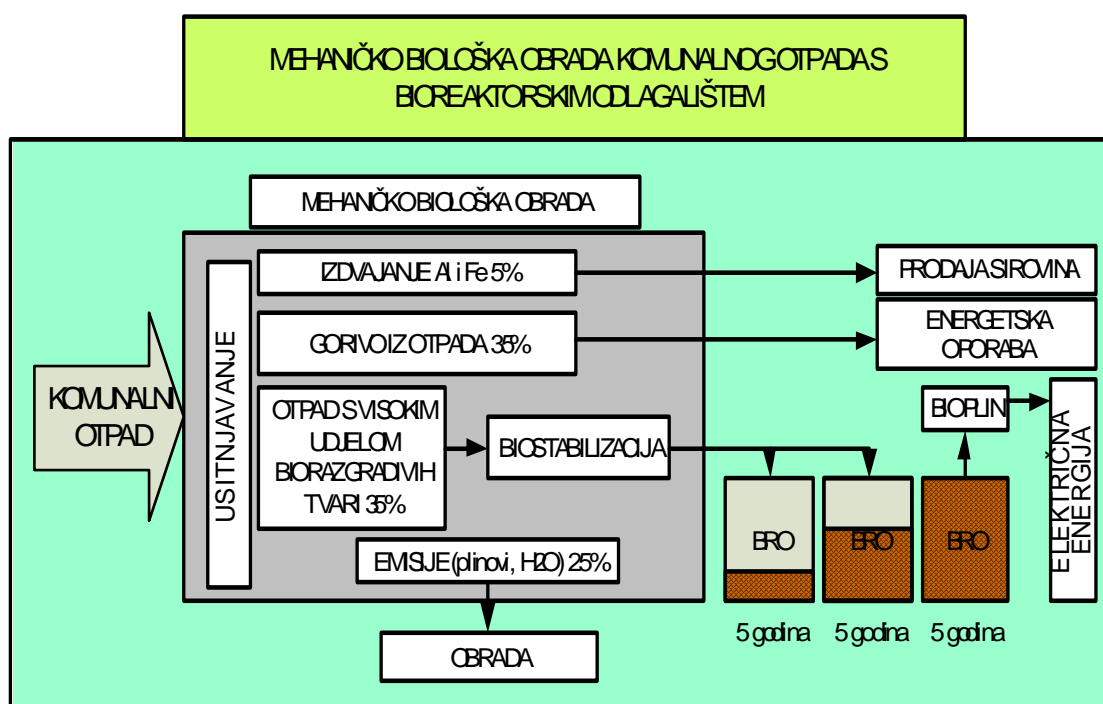 MEHANIČKO BIOLOŠKA OBRADA KOMUNALNOG OTPADA S
BIOREAKTORSKIM ODLAGALIŠTEM
MEHANIČKO BIOLOŠKA OBRADA
USITNJAVANJE
IZDVAJANJE Al i Fe 5%
PRODAJA SIROVINA
GORIVO IZ OTPADA 35%
ENERGETSKA
OPORABA
KOMUNALNI
OTPAD
OTPAD S VISOKIM
UDJELOM
BIORAZGRADIVIH
TVARI 35%
BIOSTABILIZACIJA
BIOPLIN
ELEKTRIČNA
ENERGIJA
BRO
BRO
BRO
EMISIJE (plinovi, H2O) 25%
5 godina
5 godina
5 godina
OBRADA